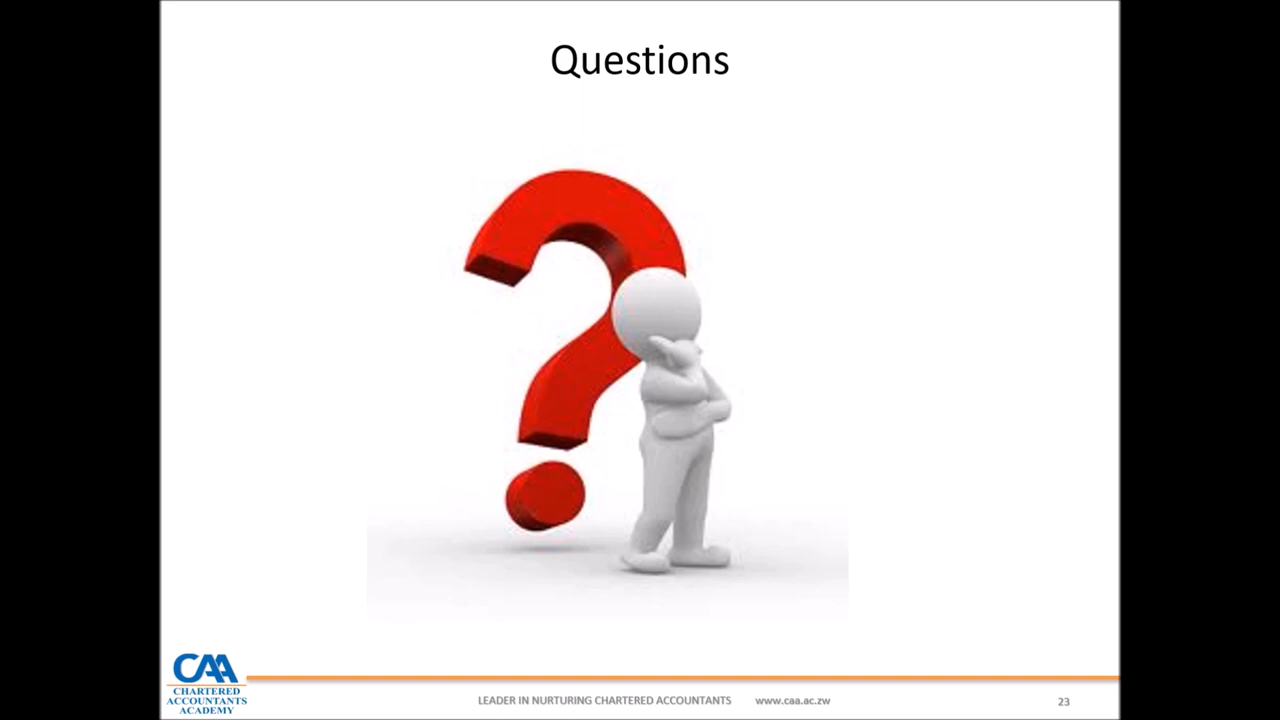 Questions
CAA
CHARTERED
ACCOUNTANTS
ACADEMY
LEADER IN NURTURING CHARTERED ACCOUNTANTS www.caa.ac.zw
23